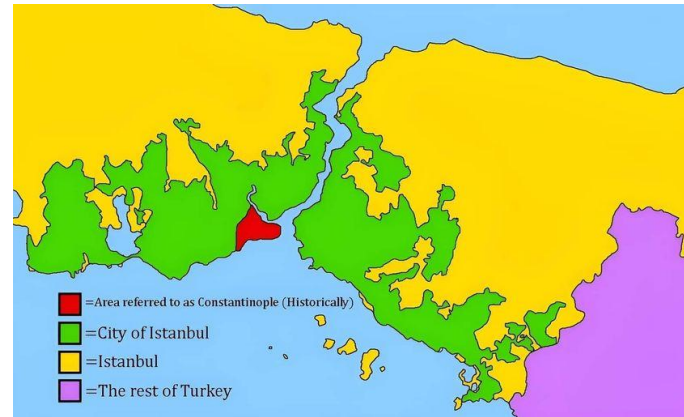 =Area referred to as Constantinople (Historically)
=City of Istanbul
=Istanbul
=The rest of Turkey